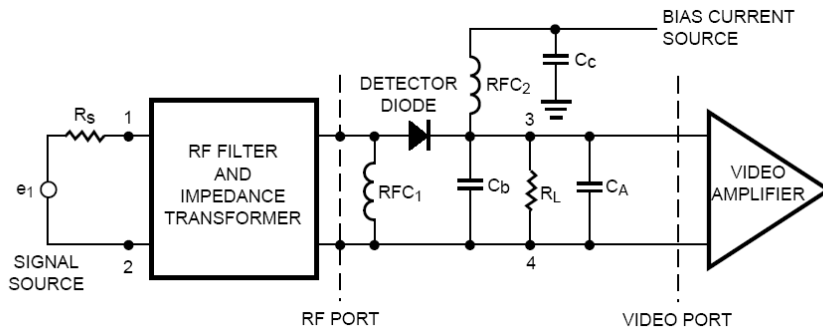 BIAS CURRENT
SOURCE
Cc
RFC2
DETECTOR
DIODE
Rs
1
3
RF FILTER
AND
IMPEDANCE
TRANSFORMER
e1
RFC1
Cb
RL
CA
VIDEO
AMPLIFIER
2
4
SIGNAL
SOURCE
RF PORT
VIDEO PORT